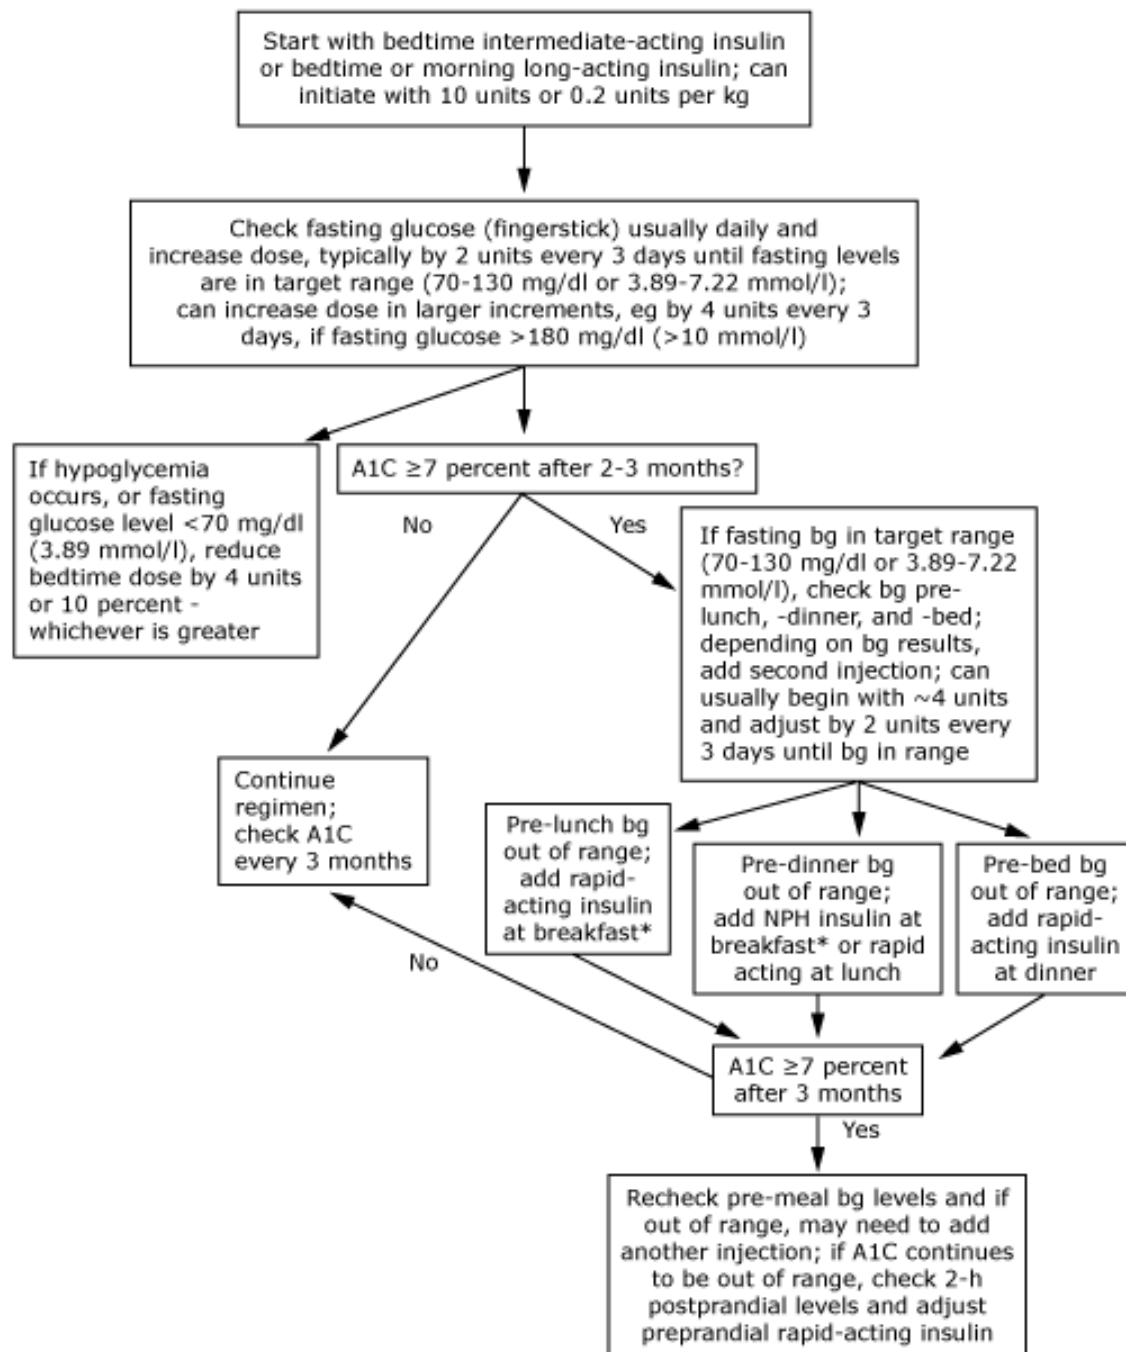 Start with bedtime intermediate-acting insulin
or bedtime or morning long-acting insulin; can
initiate with 10 units or 0.2 units per kg
Check fasting glucose (fingerstick) usually daily and
increase dose, typically by 2 units every 3 days until fasting levels
are in target range (70-130 mg/dl or 3.89-7.22 mmol/l);
can increase dose in larger increments, eg by 4 units every 3
days, if fasting glucose >180 mg/dl (>10 mmol/l)
If hypoglycemia
occurs, or fasting
glucose level <70 mg/dl
(3.89 mmol/l), reduce
bedtime dose by 4 units
or 10 percent -
whichever is greater
A1C ≥7 percent after 2-3 months?
No
Yes
If fasting bg in target range
(70-130 mg/dl or 3.89-7.22
mmol/l), check bg pre-
lunch, -dinner, and -bed;
depending on bg results,
add second injection; can
usually begin with ~4 units
and adjust by 2 units every
3 days until bg in range
Continue
regimen;
check A1C
every 3 months
Pre-lunch bg
out of range;
add rapid-
acting insulin
at breakfast*
Pre-dinner bg
out of range;
add NPH insulin at
breakfast* or rapid
acting at lunch
Pre-bed bg
out of range;
add rapid-
acting insulin
at dinner
No
A1C ≥7 percent
after 3 months
Yes
Recheck pre-meal bg levels and if
out of range, may need to add
another injection; if A1C continues
to be out of range, check 2-h
postprandial levels and adjust
preprandial rapid-acting insulin